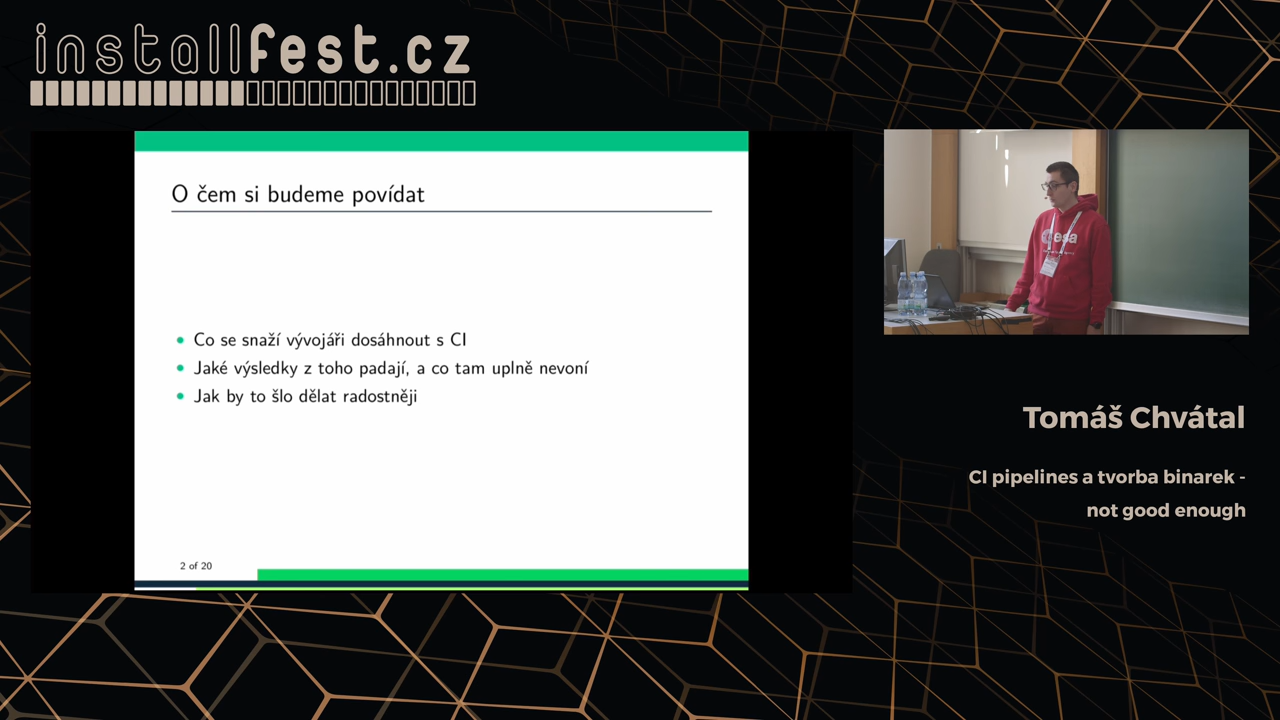 installfest.cz
O čem si budeme povídat
Co se snaží vývojáři dosáhnout s CI
Jaké výsledky z toho padají, a co tam uplně nevoní
Jak by to šlo dělat radostněji
2 of 20
esa
Tomáš Chvátal
CI pipelines a tvorba binarek -
not good enough